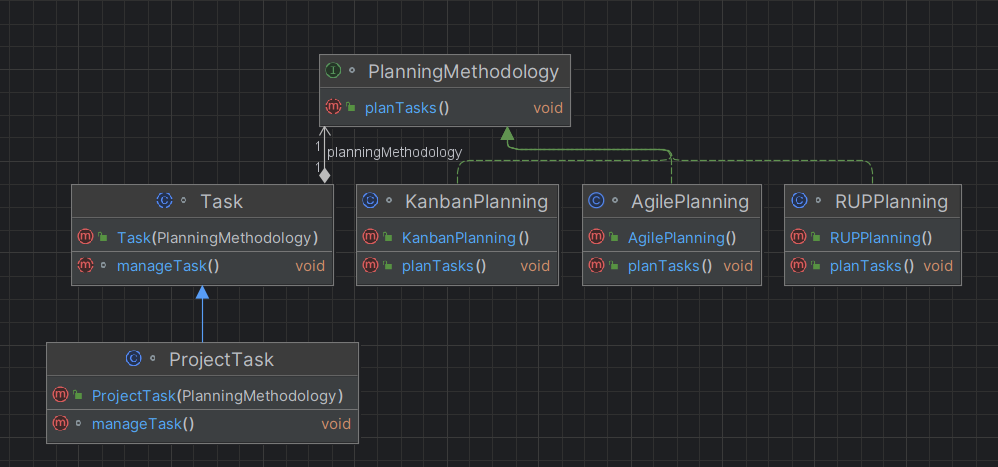 PlanningMethodology
planTasks() void
1
planningMethodology
1
Task
Task(PlanningMethodology)
manageTask() void
KanbanPlanning
KanbanPlanning()
planTasks() void
AgilePlanning
AgilePlanning()
planTasks() void
RUPPlanning
RUPPlanning()
planTasks() void
ProjectTask
ProjectTask(PlanningMethodology)
manageTask() void